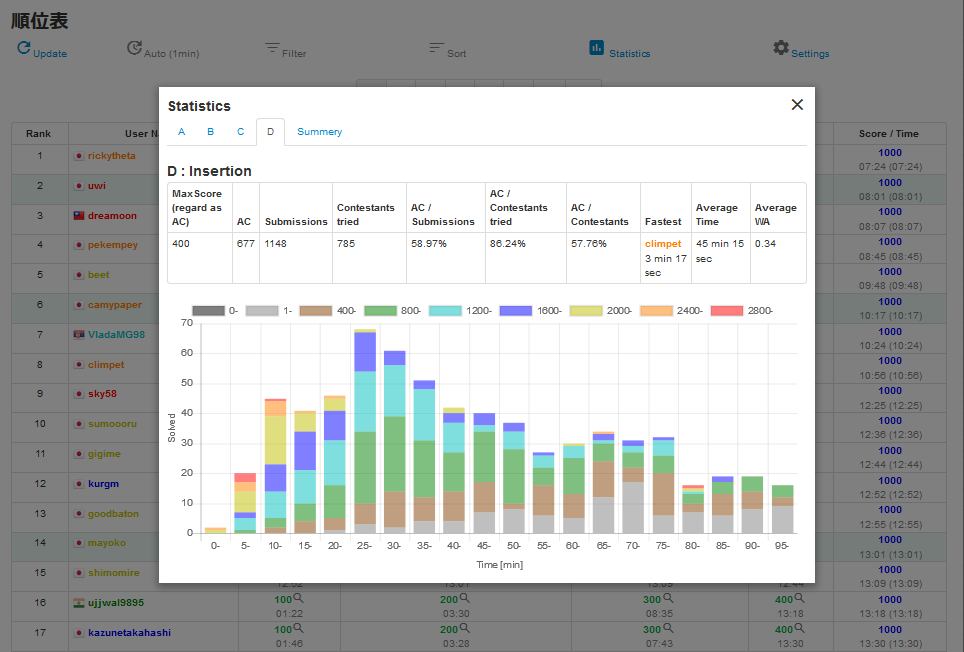 順位表
Update
Auto (1min)
Filter
Sort
Statistics
Settings
Rank
User N
Score / Time
1
rickytheta
1000
07:24 (07:24)
2
uwi
1000
08:01 (08:01)
3
dreamoon
1000
08:07 (08:07)
4
pekempey
1000
08:45 (08:45)
5
beet
1000
09:48 (09:48)
6
camypaper
1000
10:17 (10:17)
7
VladaMG98
1000
10:24 (10:24)
8
climpet
1000
10:56 (10:56)
9
sky58
1000
12:25 (12:25)
10
sumoooru
1000
12:36 (12:36)
11
gigime
1000
12:44 (12:44)
12
kurgm
1000
12:52 (12:52)
13
goodbaton
1000
12:55 (12:55)
14
mayoko
1000
13:01 (13:01)
15
shimomire
1000
13:09 (13:09)
16
ujjwal9895
100
01:22
200
03:30
300
08:35
400
13:18
1000
13:18 (13:18)
17
kazunetakahashi
100
01:46
200
03:28
300
07:43
400
13:30
1000
13:30 (13:30)
Statistics
A B C D Summary
D : Insertion
MaxScore (regard as AC)
AC
Submissions
Contestants tried
AC / Submissions
AC / Contestants tried
AC / Contestants
Fastest
Average Time
Average WA
400
677
1148
785
58.97%
86.24%
57.76%
climpet
3 min 17 sec
45 min 15 sec
0.34
0- 1- 400- 800- 1200- 1600- 2000- 2400- 2800-
70
60
50
40
30
20
10
0
Solved
0- 5- 10- 15- 20- 25- 30- 35- 40- 45- 50- 55- 60- 65- 70- 75- 80- 85- 90- 95-
Time [min]